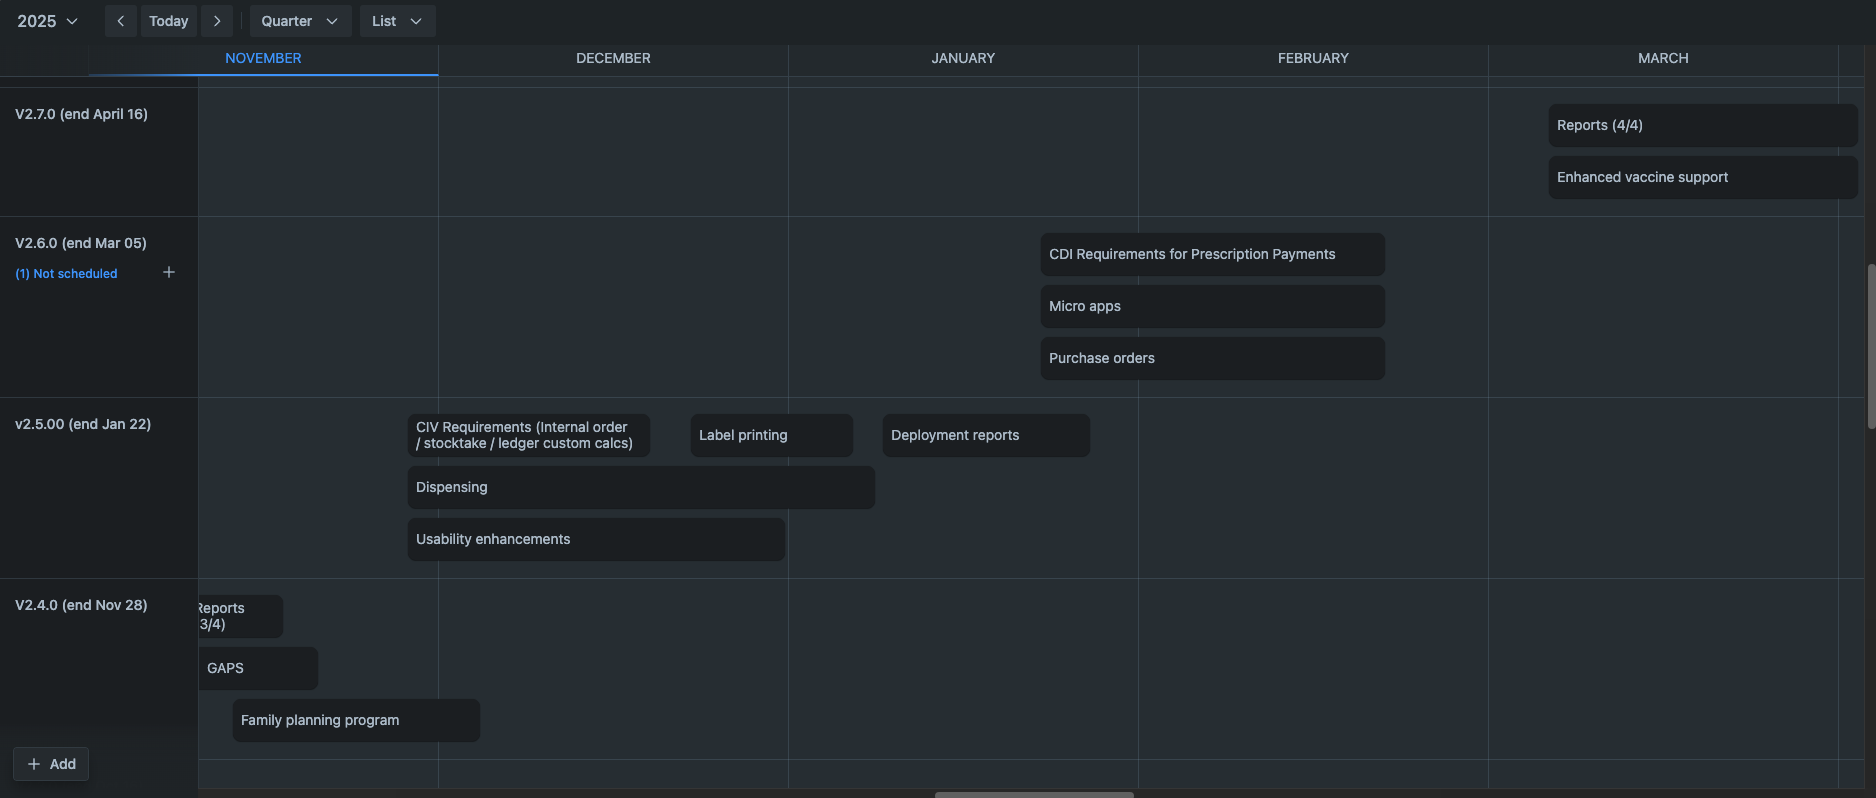 2025
Today
Quarter
List
NOVEMBER
DECEMBER
JANUARY
FEBRUARY
MARCH
V2.7.0 (end April 16)
Reports (4/4)
Enhanced vaccine support
V2.6.0 (end Mar 05)
(1) Not scheduled
CDI Requirements for Prescription Payments
Micro apps
Purchase orders
v2.5.00 (end Jan 22)
CIV Requirements (Internal order
/ stocktake / ledger custom calcs)
Label printing
Deployment reports
Dispensing
Usability enhancements
V2.4.0 (end Nov 28)
Reports
3/4)
GAPS
Family planning program
+ Add